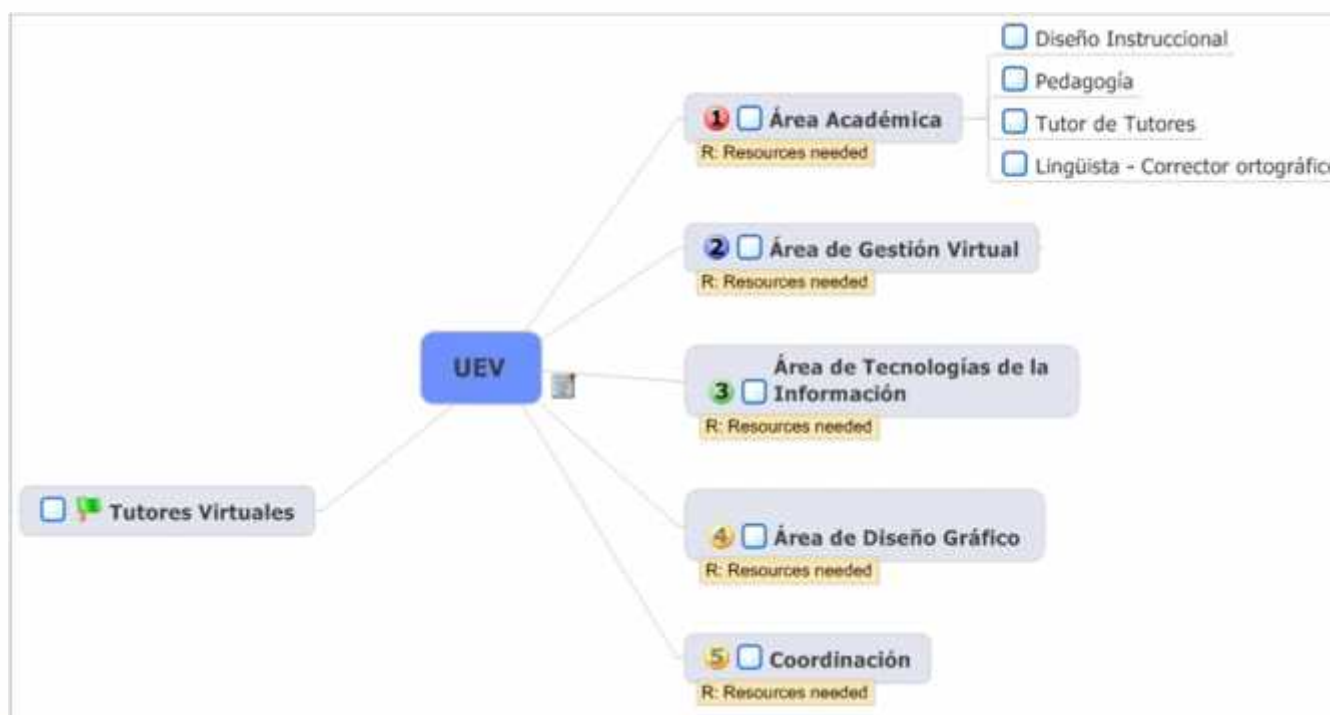 Diseño Instruccional
Pedagogía
1 Área Académica
Tutor de Tutores
R: Resources needed
Lingüista - Corrector ortográfico
2 Área de Gestión Virtual
R: Resources needed
UEV
Área de Tecnologías de la
3 Información
R: Resources needed
Tutores Virtuales
4 Área de Diseño Gráfico
R: Resources needed
5 Coordinación
R: Resources needed